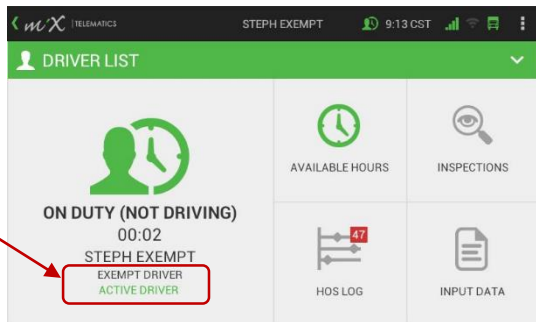 MiX TELEMATICS STEPH EXEMPT 9:13 CST
DRIVER LIST
ON DUTY (NOT DRIVING)
00:02
STEPH EXEMPT
EXEMPT DRIVER
ACTIVE DRIVER
AVAILABLE HOURS
INSPECTIONS
47
HOS LOG
INPUT DATA